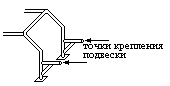 точки крепления
подвески